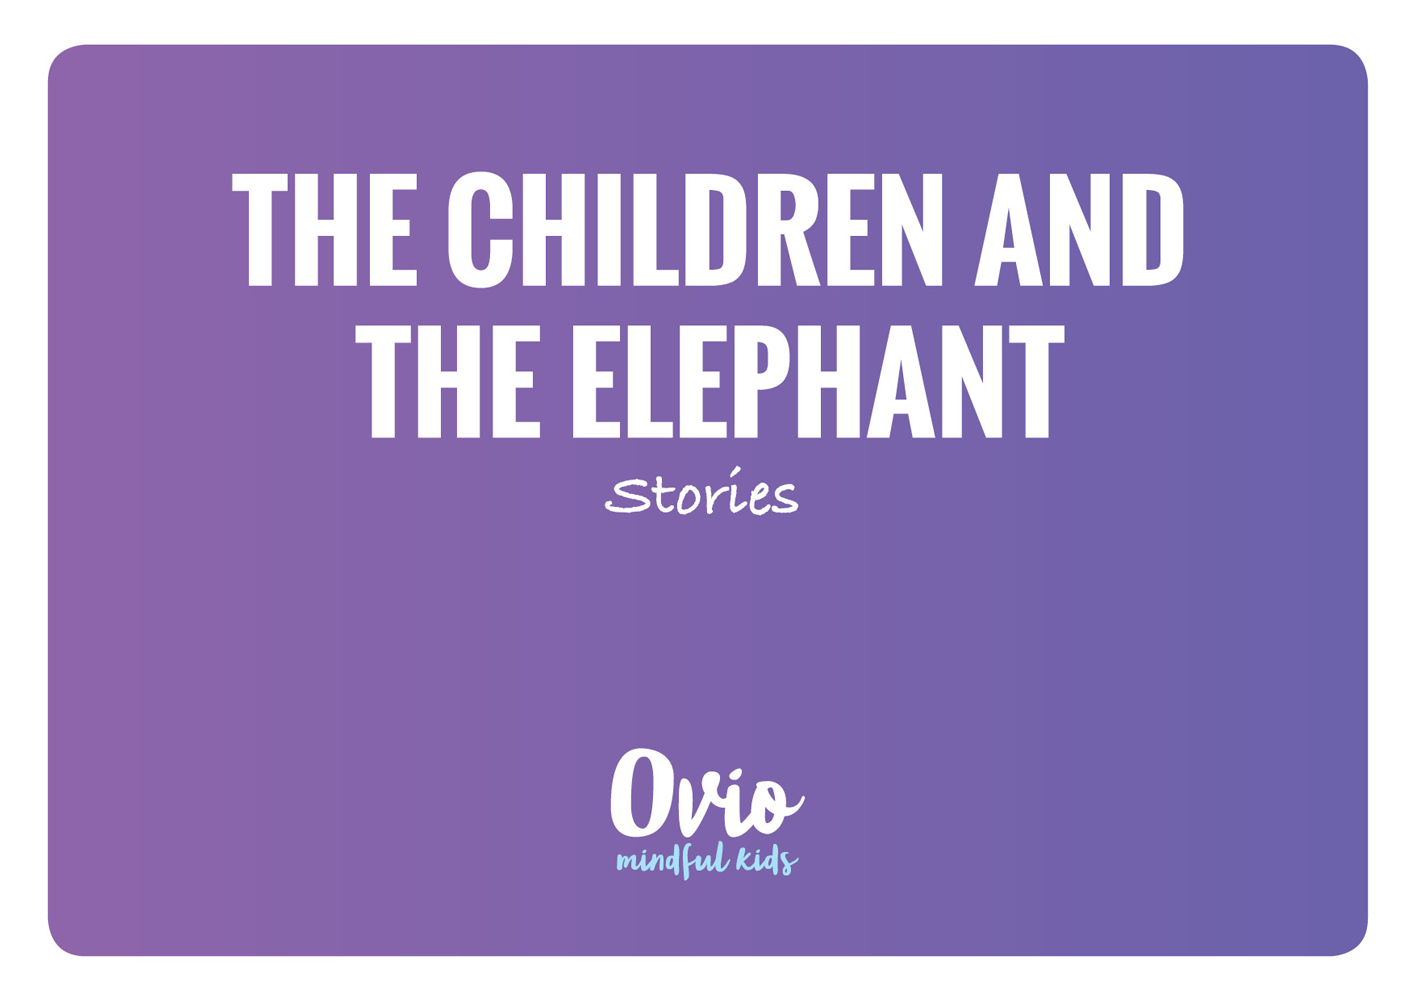 THE CHILDREN AND
THE ELEPHANT
Stories
Ovio
mindful kids